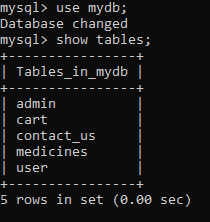 mysql> use mydb;
Database changed
mysql> show tables;
+----------------+
| Tables_in_mydb |
+----------------+
| admin          |
| cart           |
| contact_us     |
| medicines      |
| user           |
+----------------+
5 rows in set (0.00 sec)